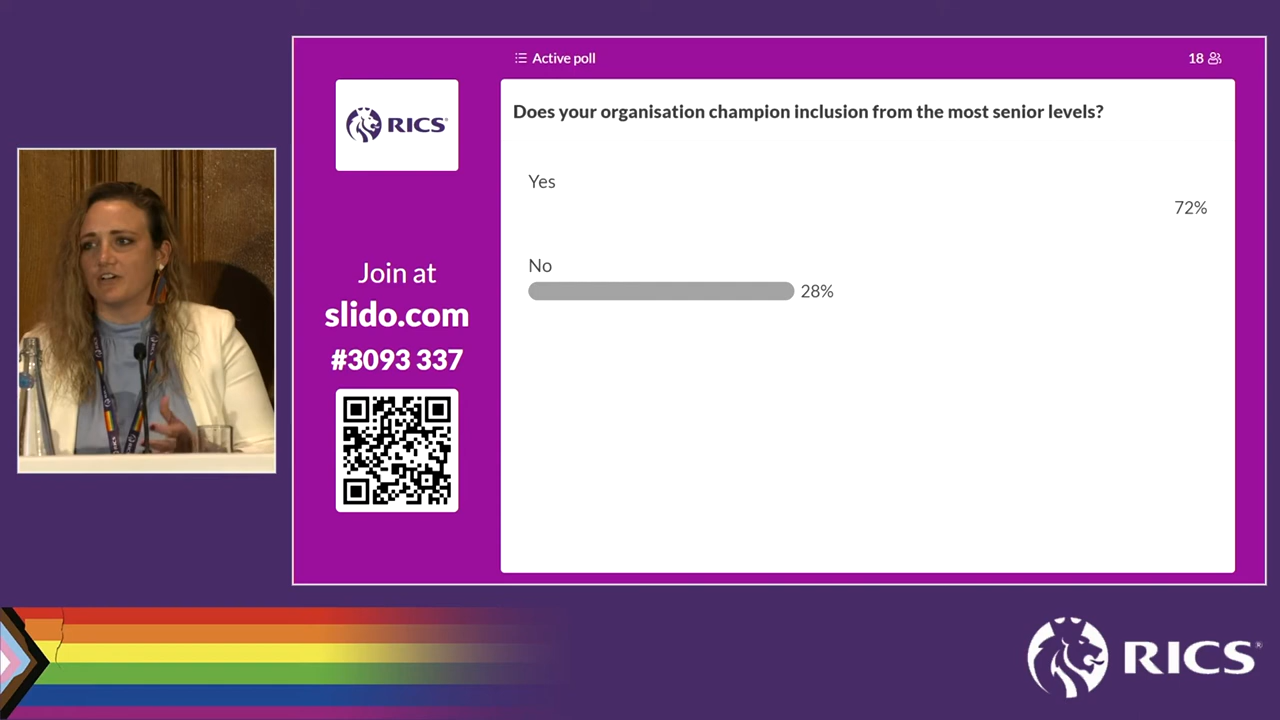 Active poll
18
RICS
Does your organisation champion inclusion from the most senior levels?
Yes
72%
No
28%
Join at
slido.com
#3093 337
RICS